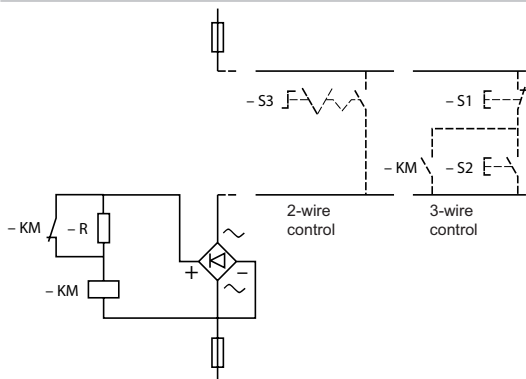 – S3
– S1
– KM
– S2
2-wire
control
3-wire
control
– KM
– R
+
–
– KM